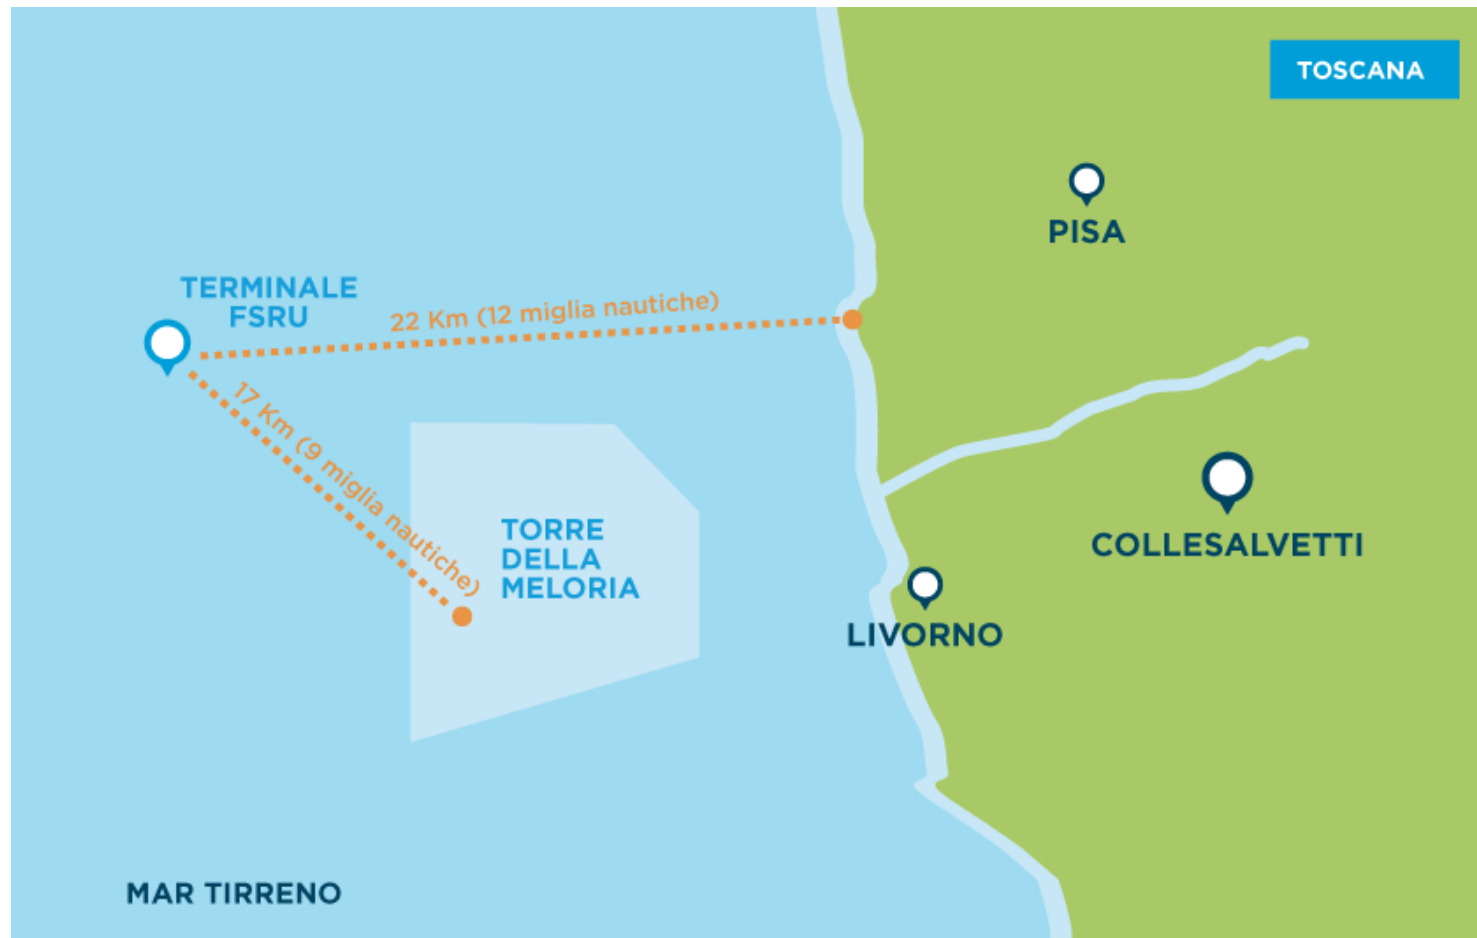 TOSCANA
PISA
TERMINALE
FSRU
22 Km (12 miglia nautiche)
17 Km (9 miglia nautiche)
TORRE
DELLA
MELORIA
COLLESALVETTI
LIVORNO
MAR TIRRENO